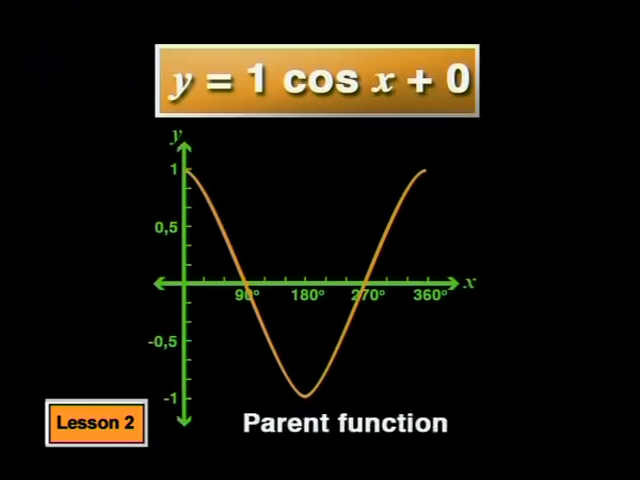 y = 1 cos x + 0
y
1
0,5
x
90° 180° 270° 360°
-0,5
-1
Parent function
Lesson 2